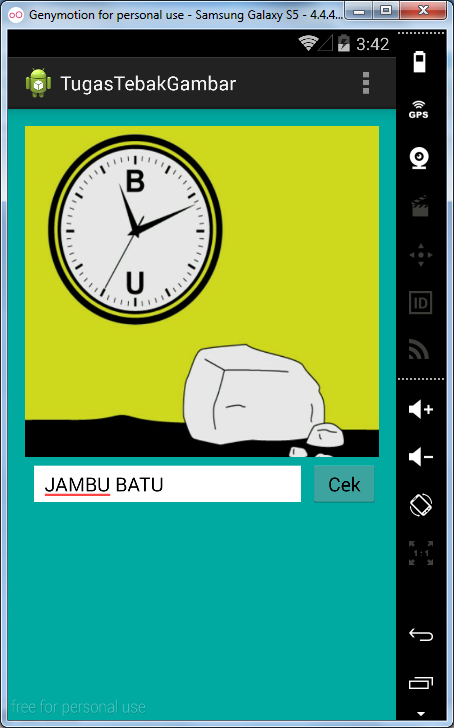 Genymotion for personal use - Samsung Galaxy S5 - 4.4.4...
3:42
TugasTebakGambar
GPS
B
U
ID
JAMBU BATU
Cek
1:1
free for personal use